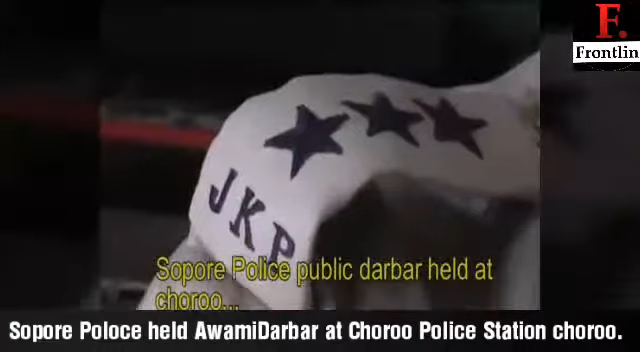 F.
Frontlin
JKP
Sopore Police public darbar held at
choroo...
Sopore Poloce held AwamiDarbar at Choroo Police Station choroo.